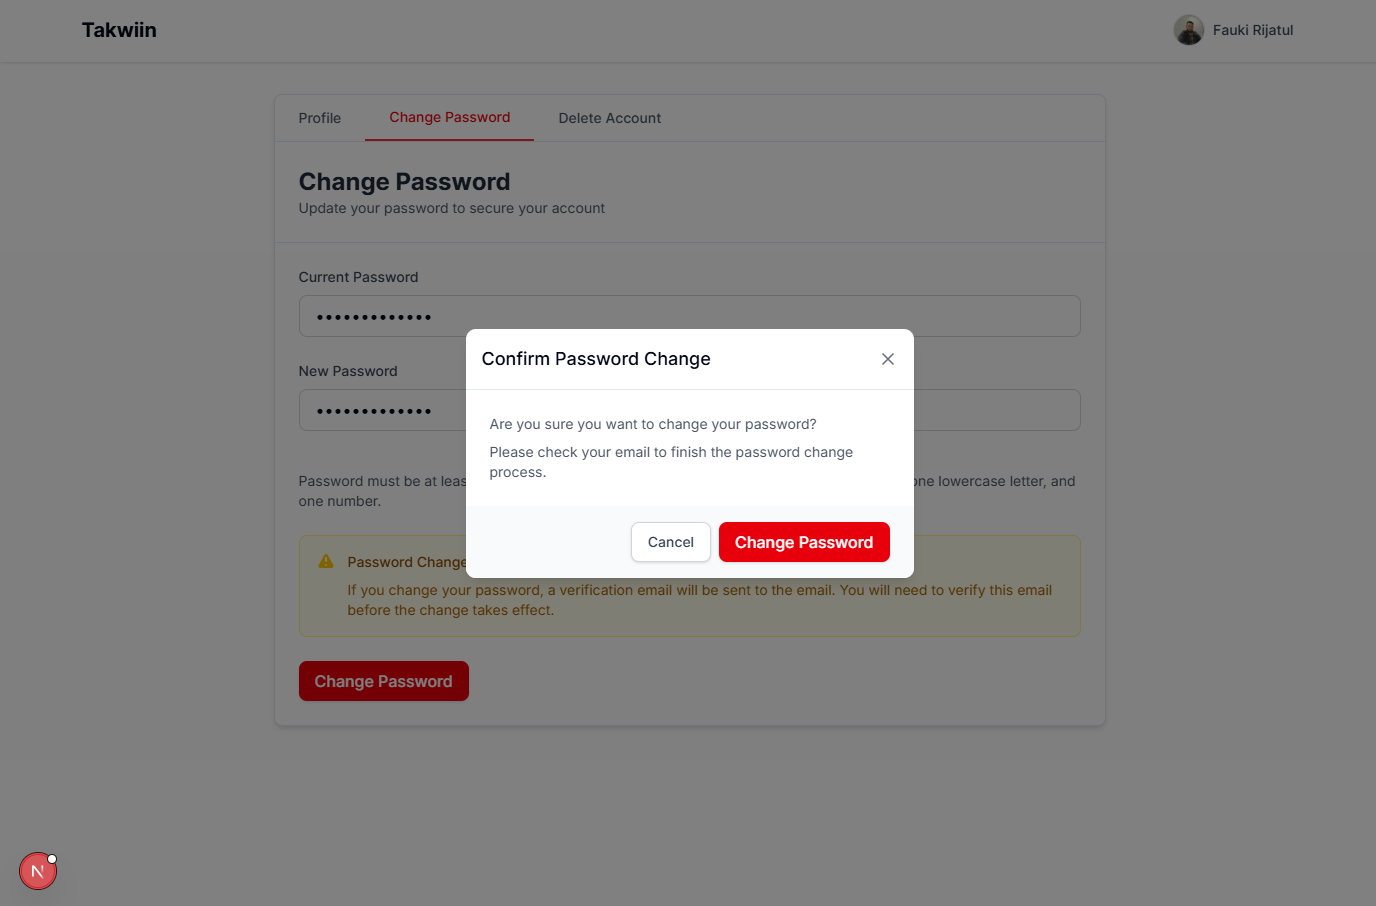 Takwiin
Fauki Rijatul
Profile
Change Password
Delete Account
Change Password
Update your password to secure your account
Current Password
•••••••••••••
New Password
•••••••••••••
Password must be at leas
one lowercase letter, and
one number.
Password Change
If you change your password, a verification email will be sent to the email. You will need to verify this email
before the change takes effect.
Change Password
Confirm Password Change
Are you sure you want to change your password?
Please check your email to finish the password change
process.
Cancel
Change Password
N